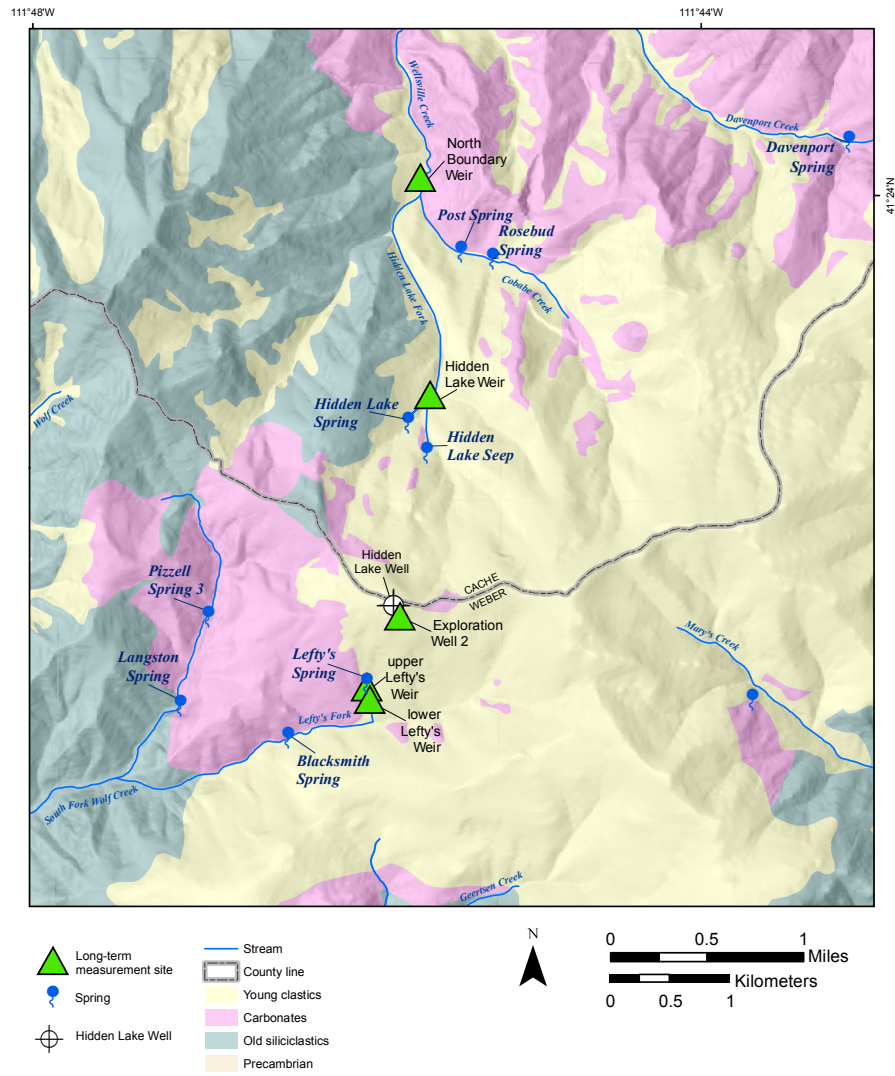 111°48'W
111°44'W
Wellsville Creek
Davenport Creek
Davenport
Spring
North
Boundary
Weir
41°24'N
Post Spring
Rosebud
Spring
Hidden Lake Fork
Cobabe Creek
Hidden
Lake Weir
Wolf Creek
Hidden Lake
Spring
Hidden
Lake Seep
Hidden
Lake Well
CACHE
WEBER
Pizzell
Spring 3
Exploration
Well 2
Mary's Creek
Langston
Spring
Lefty's
Spring
upper
Lefty's
Weir
Lefty's Fork
lower
Lefty's
Weir
Blacksmith
Spring
South Fork Wolf Creek
Geertsen Creek
Long-term
measurement site
Spring
Hidden Lake Well
Stream
County line
Young clastics
Carbonates
Old siliciclastics
Precambrian
N
0 0.5 1
Miles
Kilometers
0 0.5 1